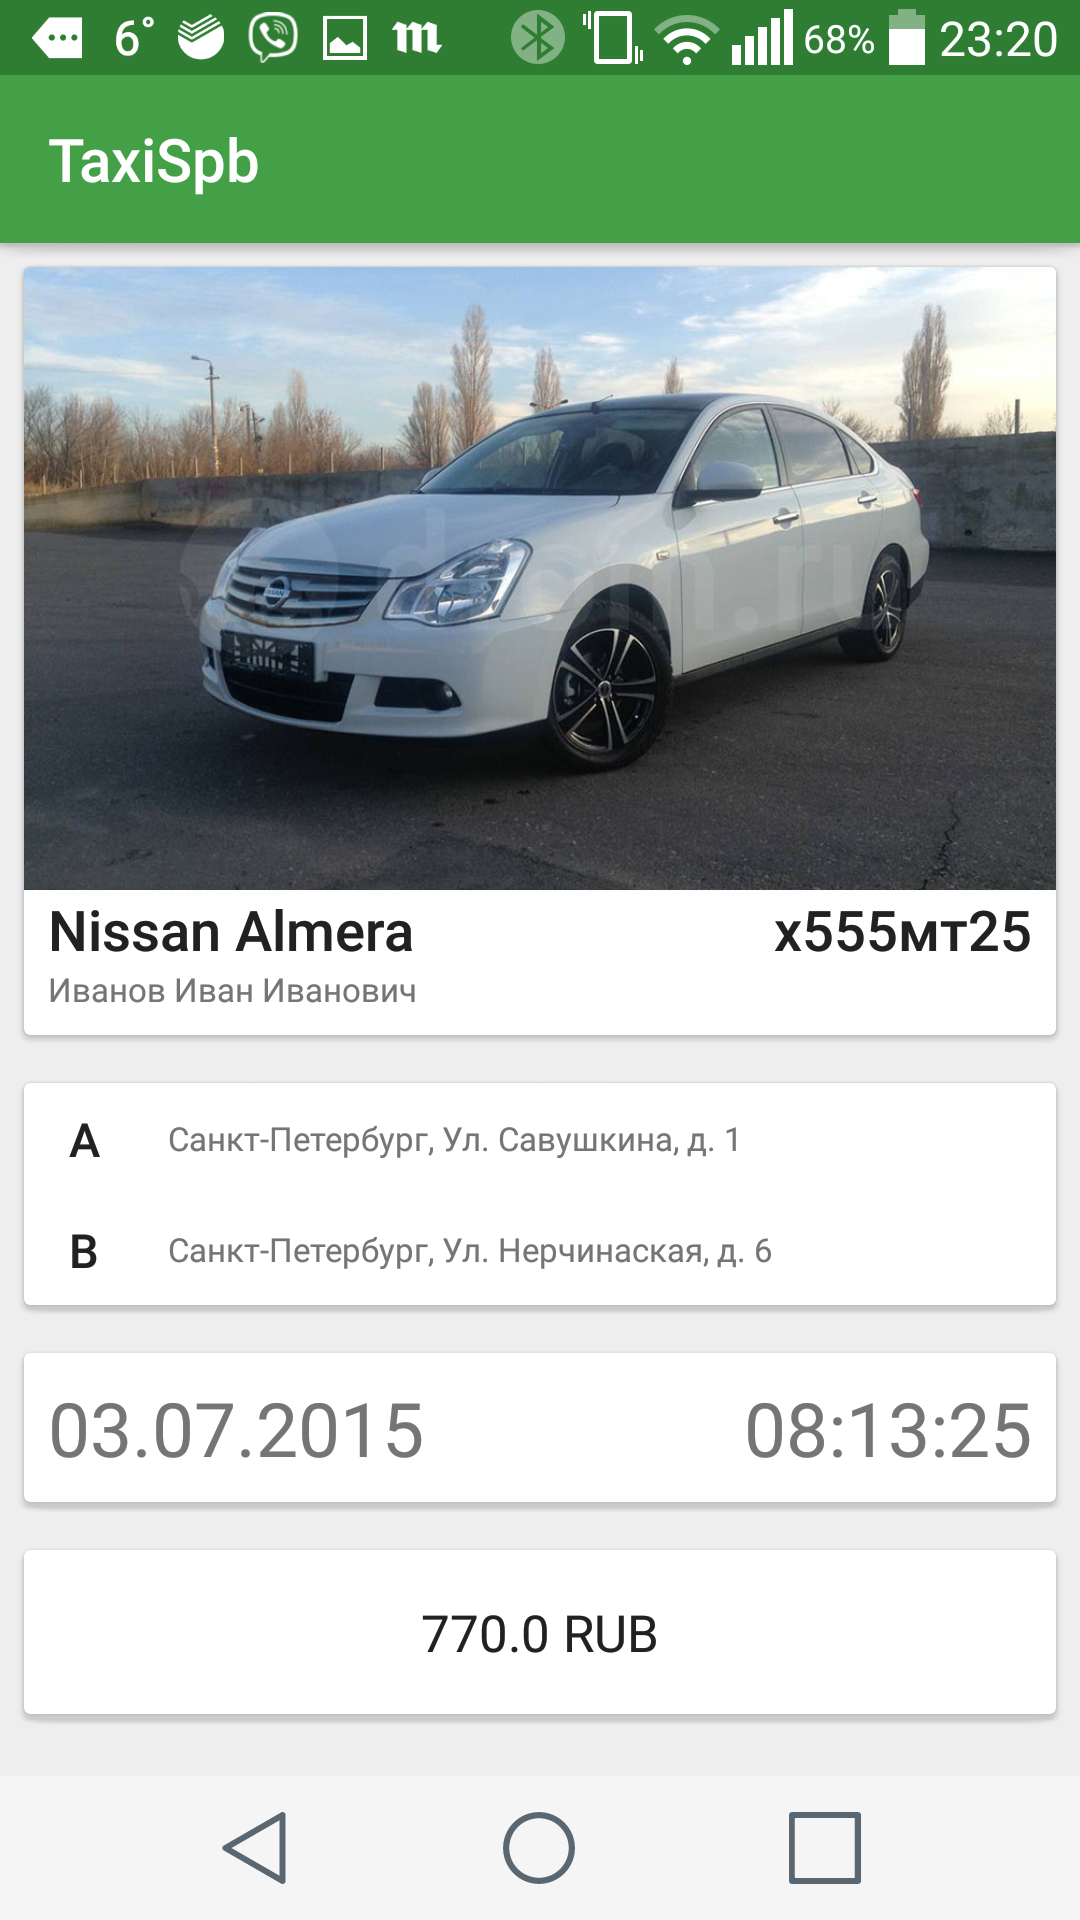 6° 68% 23:20
TaxiSpb
Nissan Almera х555мт25
Иванов Иван Иванович
A Санкт-Петербург, Ул. Савушкина, д. 1
B Санкт-Петербург, Ул. Нерчинаская, д. 6
03.07.2015 08:13:25
770.0 RUB